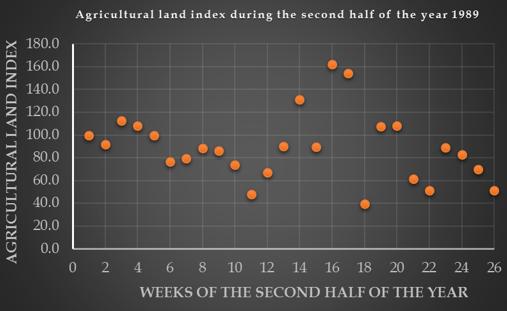 Agricultural land index during the second half of the year 1989
AGRICULTURAL LAND INDEX
180.0
160.0
140.0
120.0
100.0
80.0
60.0
40.0
20.0
0.0
0 2 4 6 8 10 12 14 16 18 20 22 24 26
WEEKS OF THE SECOND HALF OF THE YEAR